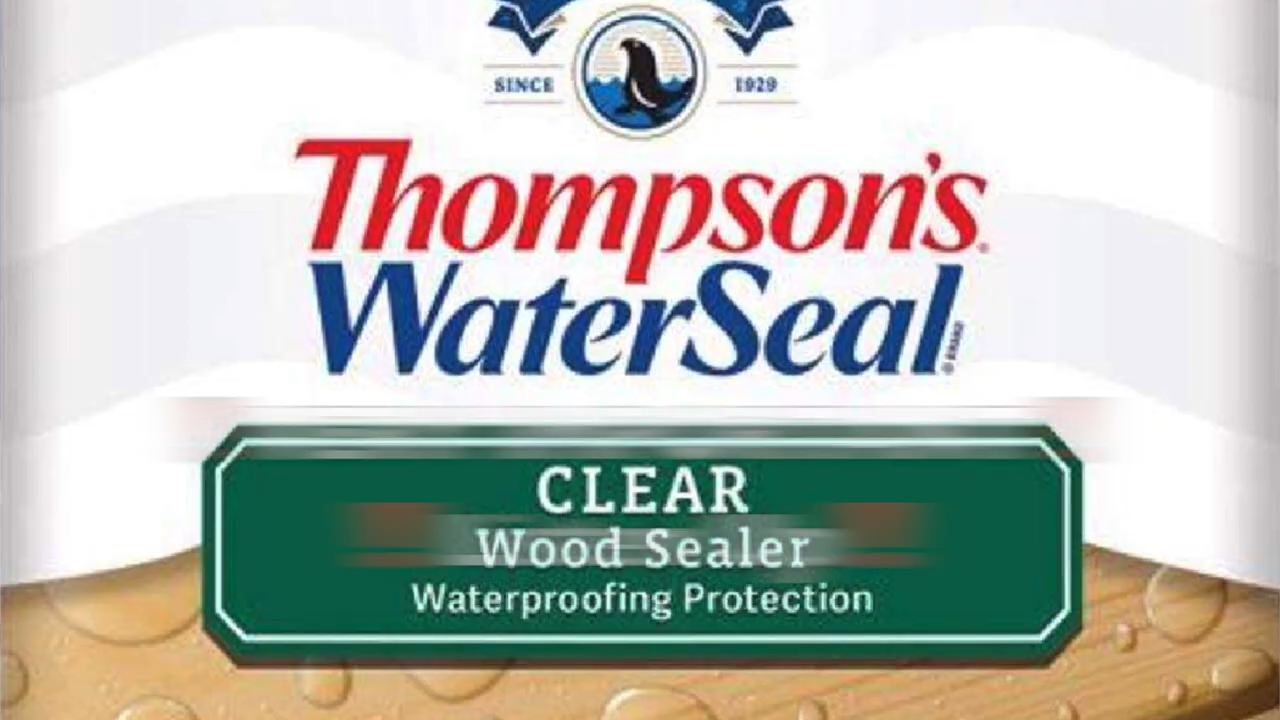 SINCE 1929
Thompson's
WaterSeal
CLEAR
Wood Sealer
Waterproofing Protection